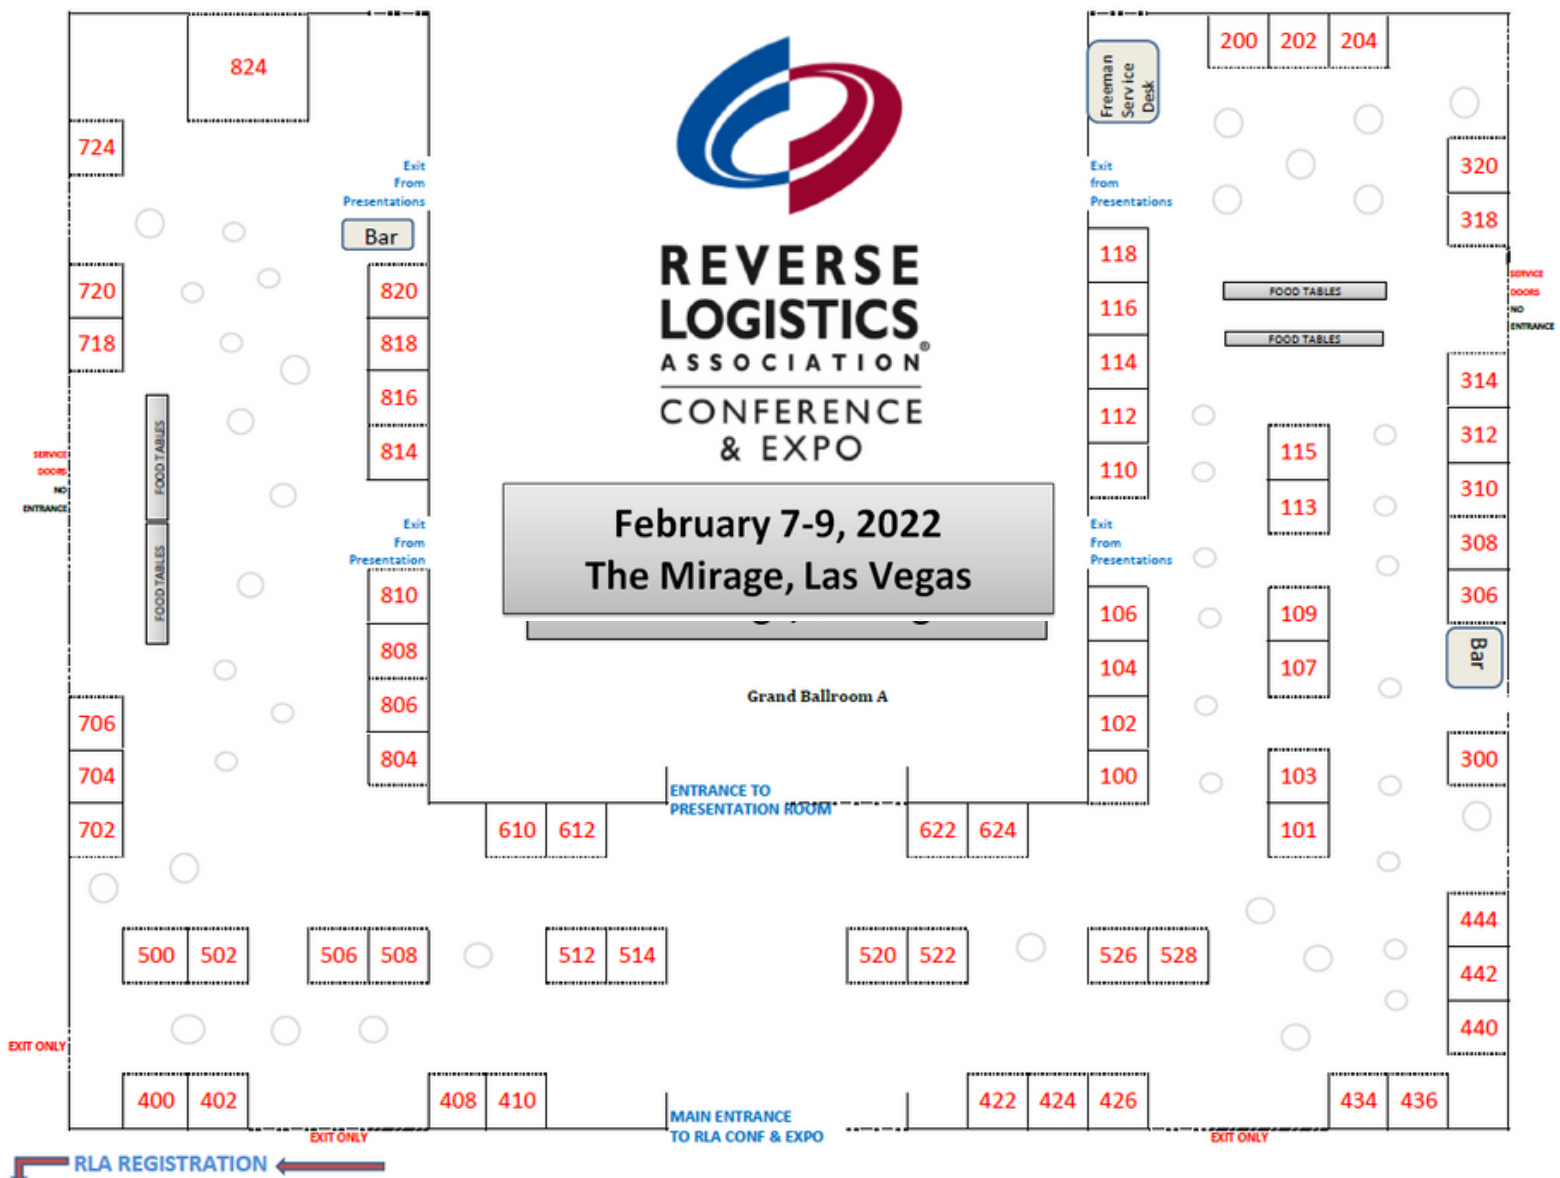 824
200 202 204
Freeman
Service
Desk
724
Exit
From
Presentations
Exit
from
Presentations
320
318
Bar
118
720
820
SERVICE
DOORS
NO
ENTRANCE
FOOD TABLES
116
REVERSE
LOGISTICS
ASSOCIATION®
CONFERENCE
& EXPO
718
818
FOOD TABLES
114
314
816
112
312
814
115
110
310
SERVICE
DOORS
NO
ENTRANCE
FOOD TABLES
113
February 7-9, 2022
The Mirage, Las Vegas
Exit
From
Presentation
Exit
From
Presentations
308
FOOD TABLES
810
306
106
109
808
104
107
Bar
Grand Ballroom A
806
706
102
804
704
100
103
300
ENTRANCE TO
PRESENTATION ROOM
702
610 612
622 624
101
444
500 502 506 508 512 514 520 522 526 528
442
440
EXIT ONLY
400 402 408 410 422 424 426 434 436
MAIN ENTRANCE
TO RLA CONF & EXPO
EXIT ONLY
EXIT ONLY
RLA REGISTRATION